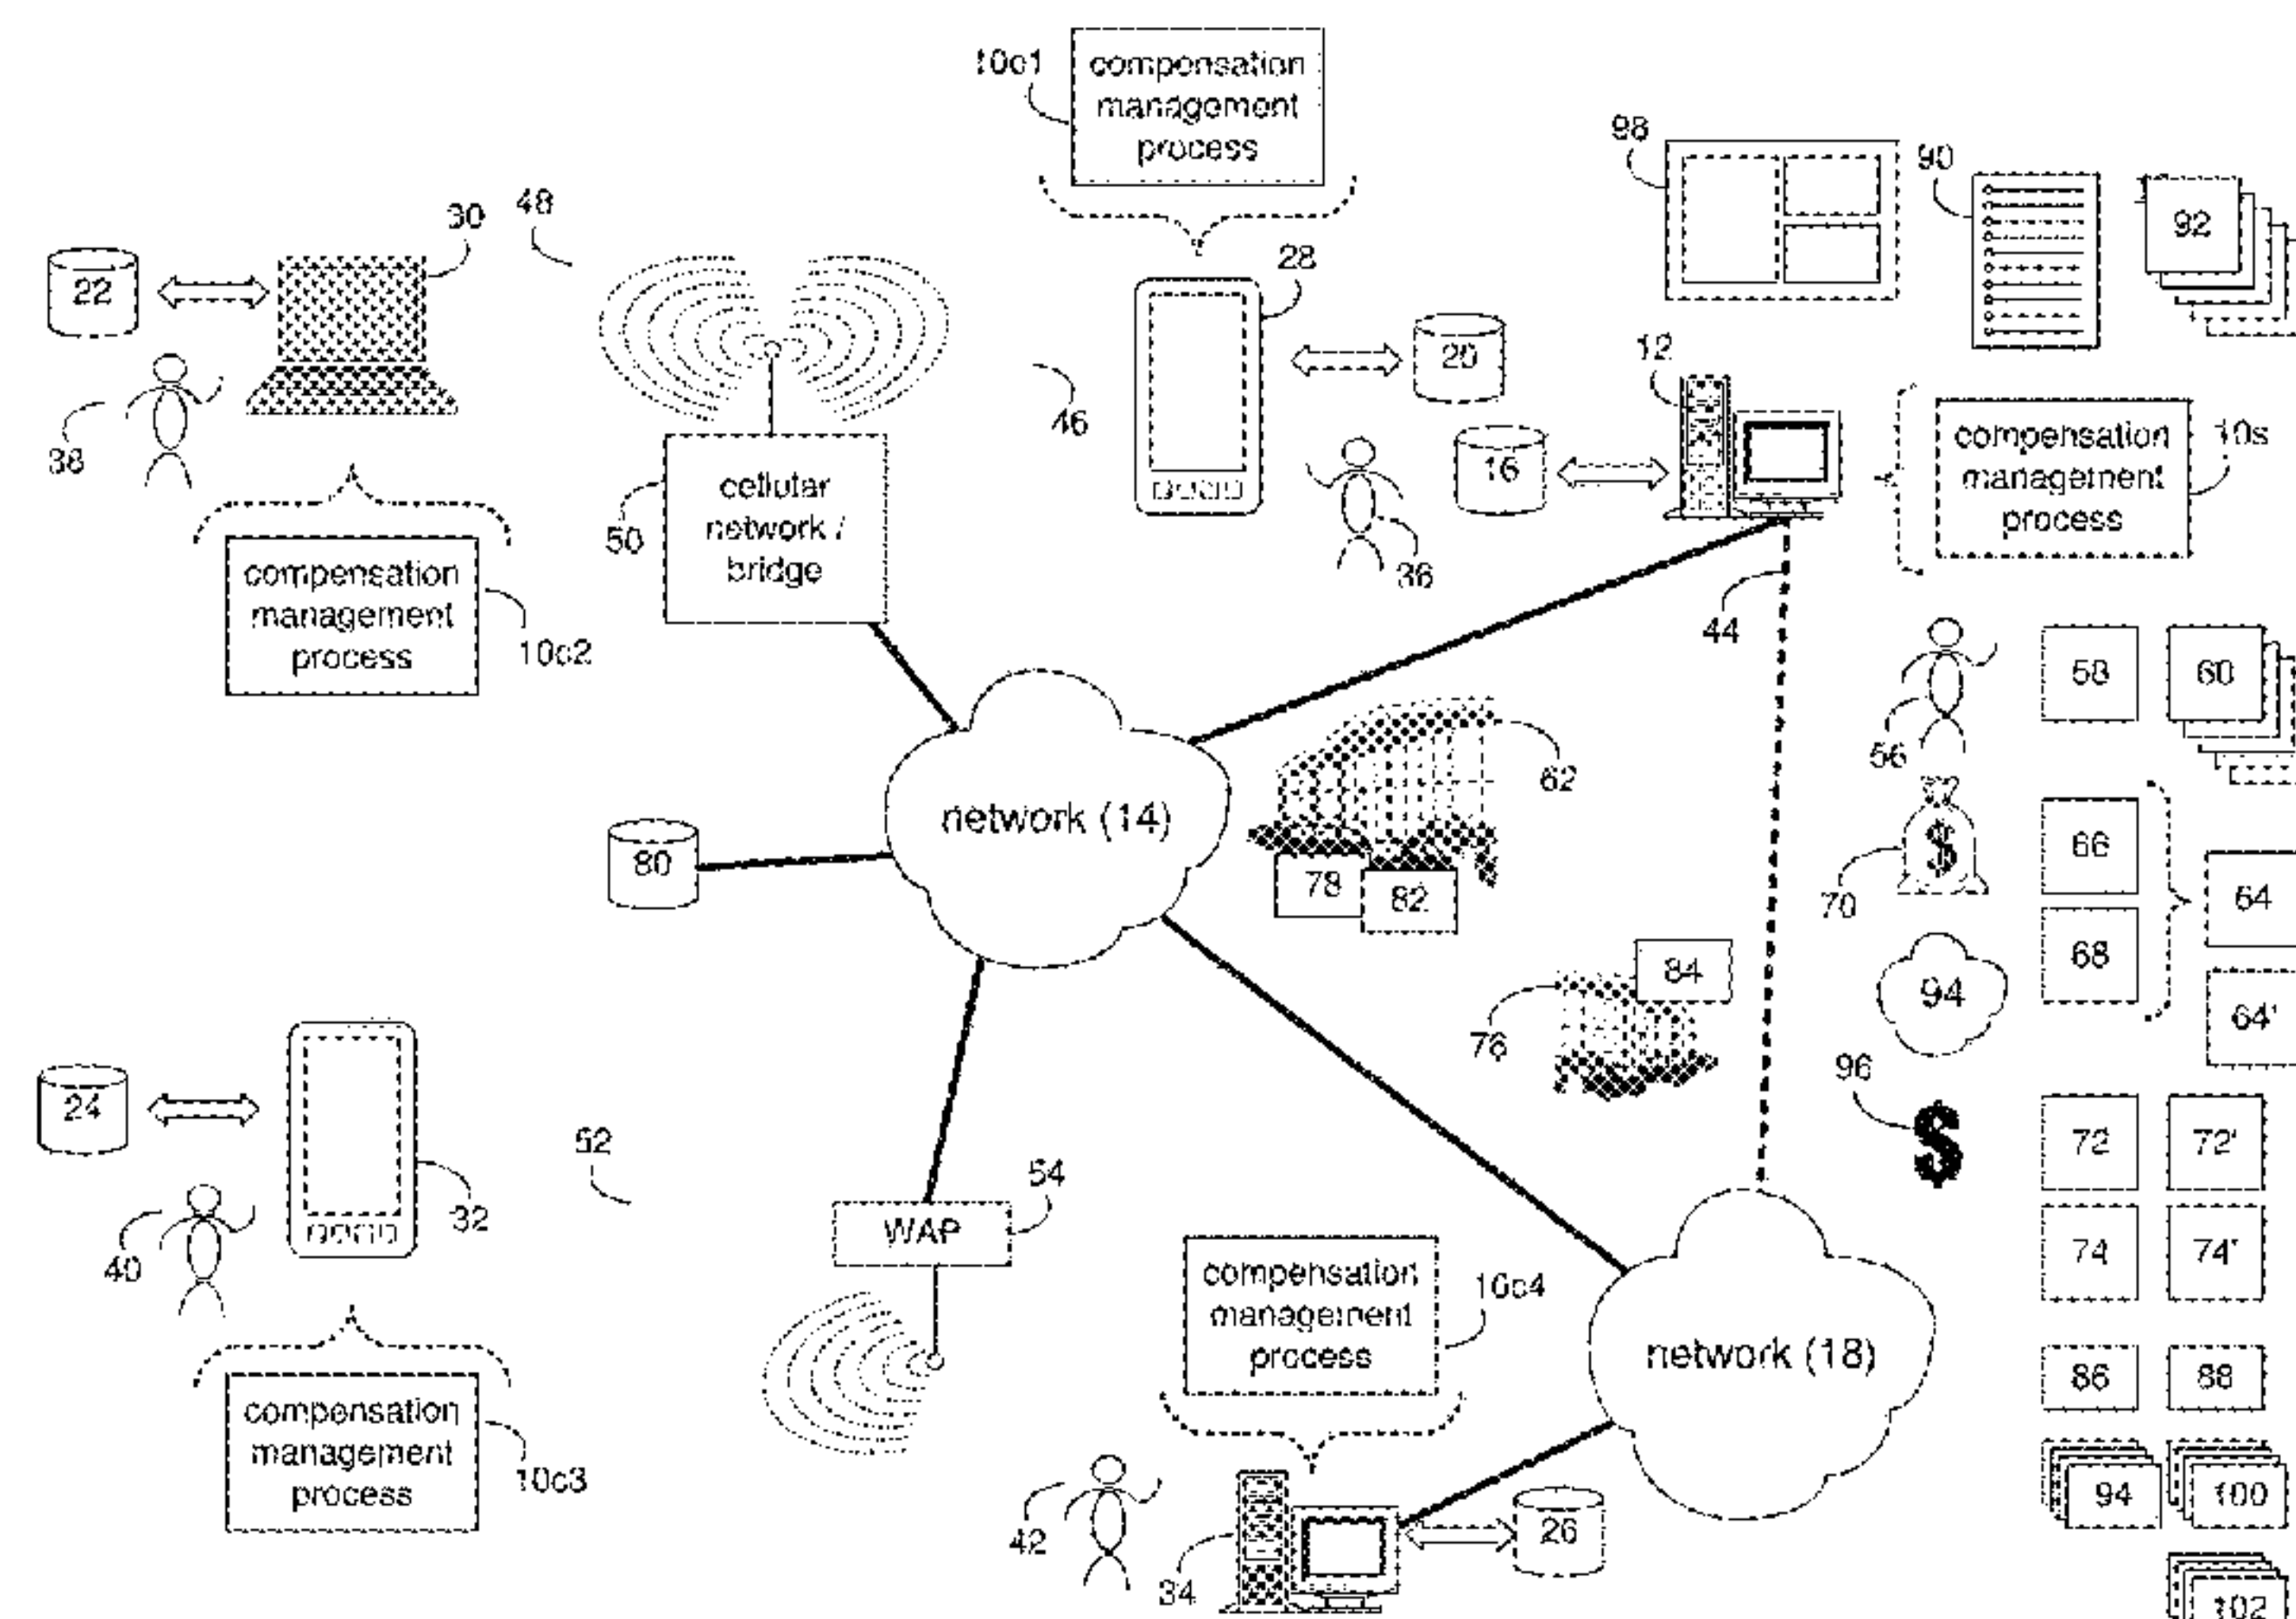 10c1
compensation
management
process
98
90
92
48
30
22
28
20
12
46
38
16
compensation
management
process
10s
cellular
network /
bridge
50
36
44
compensation
management
process
10c2
56
58
60
62
network (14)
80
78
82
70
66
64
68
84
94
64'
76
96
24
52
72
72'
32
54
40
WAP
74
74'
compensation
management
process
10c4
network (18)
86
88
compensation
management
process
10c3
94
100
42
26
34
102